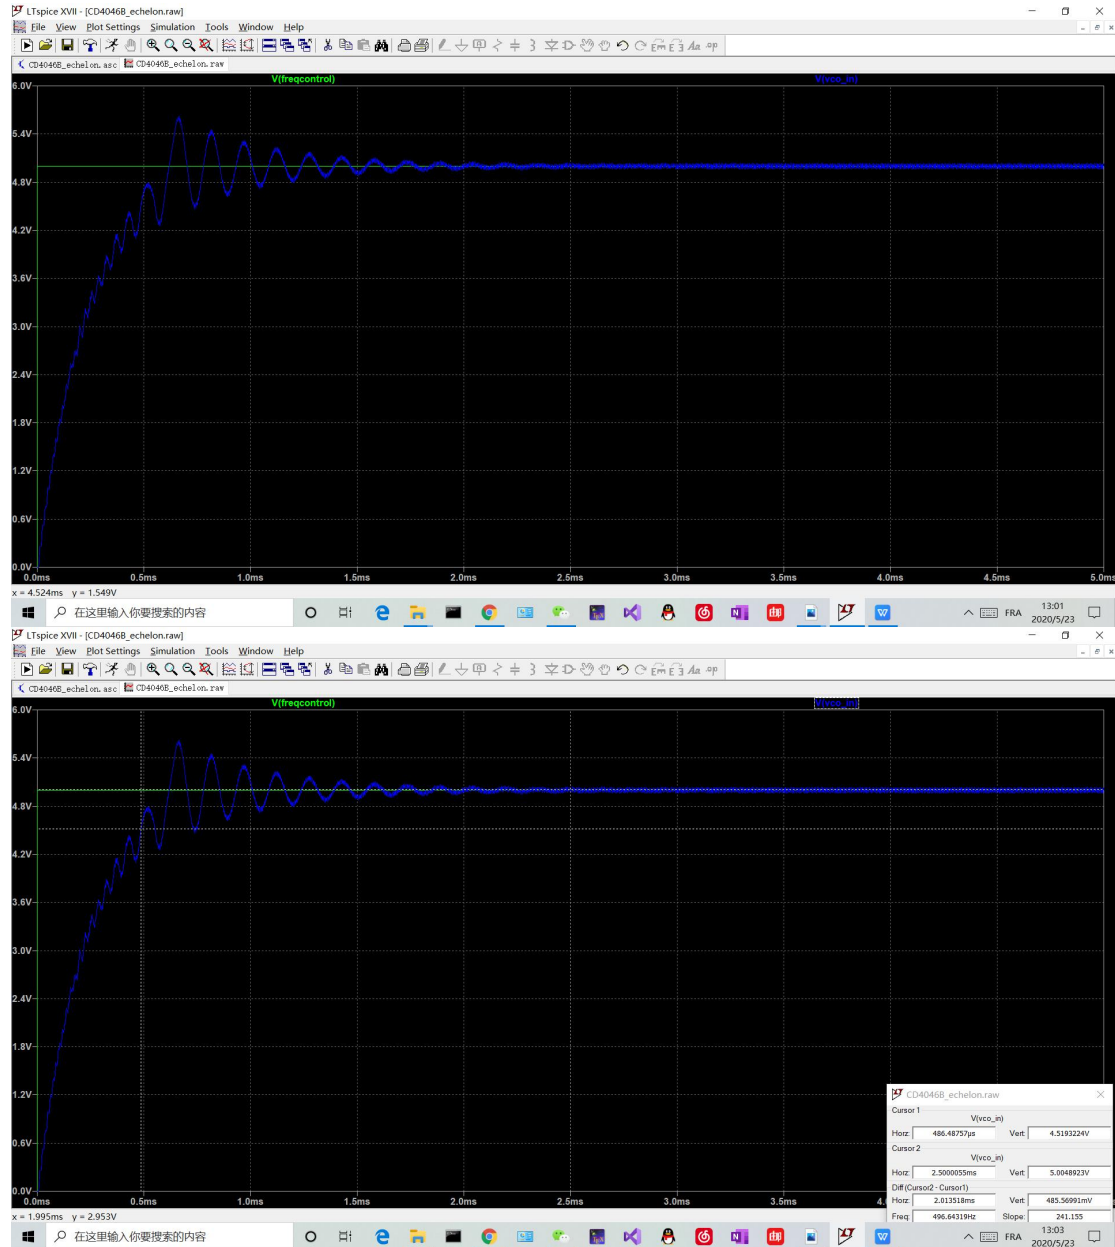 LTspice XVII - [CD4046B_echelon.raw]
File View Plot Settings Simulation Tools Window Help
CD4046B_echelon.asc CD4046B_echelon.raw
V(freqcontrol) V(vco_in)
6.0V
5.4V
4.8V
4.2V
3.6V
3.0V
2.4V
1.8V
1.2V
0.6V
0.0V
0.0ms 0.5ms 1.0ms 1.5ms 2.0ms 2.5ms 3.0ms 3.5ms 4.0ms 4.5ms 5.0ms
x = 4.524ms y = 1.549V
在这里输入你要搜索的内容 FRA 13:01
2020/5/23
LTspice XVII - [CD4046B_echelon.raw]
File View Plot Settings Simulation Tools Window Help
CD4046B_echelon.asc CD4046B_echelon.raw
V(freqcontrol) V(vco_in)
6.0V
5.4V
4.8V
4.2V
3.6V
3.0V
2.4V
1.8V
1.2V
0.6V
0.0V
0.0ms 0.5ms 1.0ms 1.5ms 2.0ms 2.5ms 3.0ms 3.5ms
CD4046B_echelon.raw
Cursor 1
V(vco_in)
Horz: 486.48757µs Vert: 4.5193224V
Cursor 2
V(vco_in)
Horz: 2.5000055ms Vert: 5.0048923V
Diff (Cursor2 - Cursor1)
Horz: 2.013518ms Vert: 485.56991mV
Freq: 496.64319Hz Slope: 241.155
x = 1.995ms y = 2.953V
在这里输入你要搜索的内容 FRA 13:03
2020/5/23